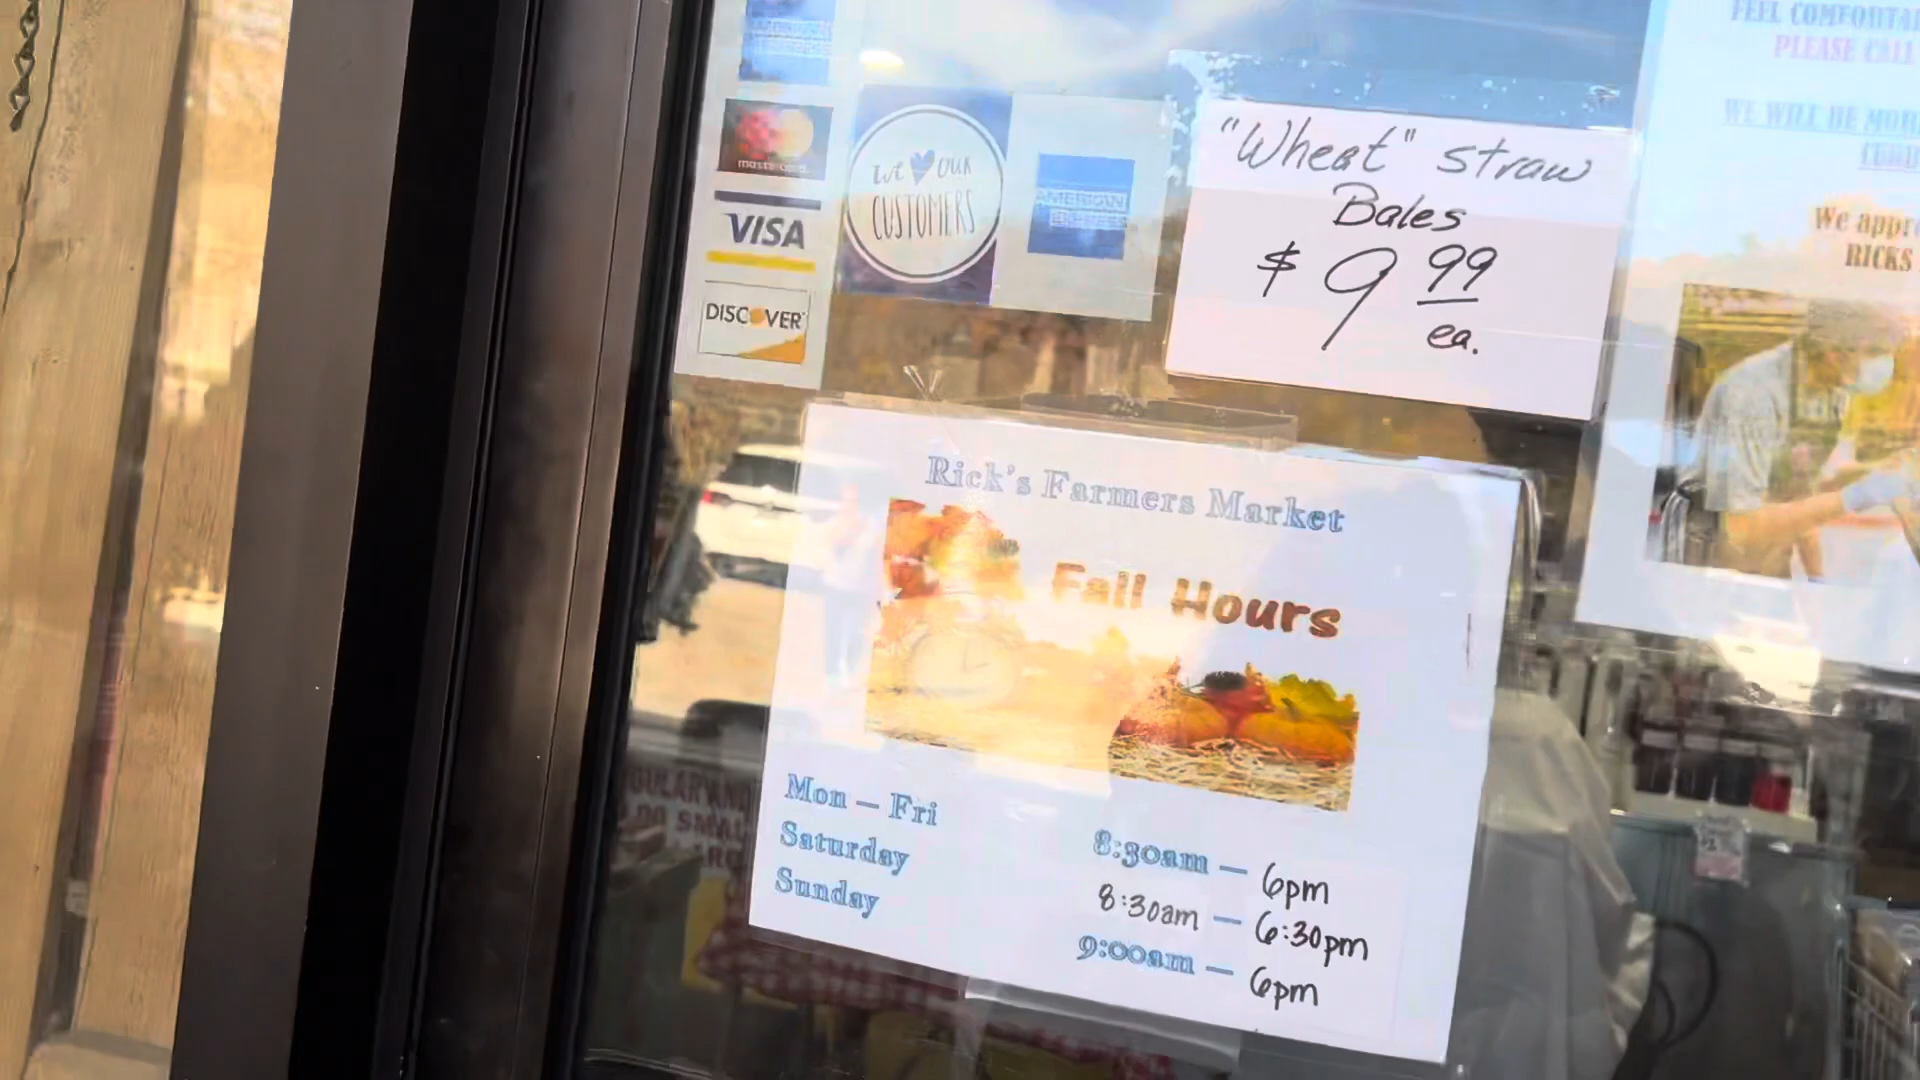 AMERICAN
EXPRESS
mastercard
VISA
DISCOVER
We our
CUSTOMERS
AMERICAN
EXPRESS
"Wheat" straw
Bales
$ 9 99
ea.
FEEL
PLEASE CALL
WE WILL BE
We
RICKS
Rick's Farmers Market
Fall Hours
Mon – Fri 8:30am – 6pm
Saturday 8:30am – 6:30pm
Sunday 9:00am – 6pm